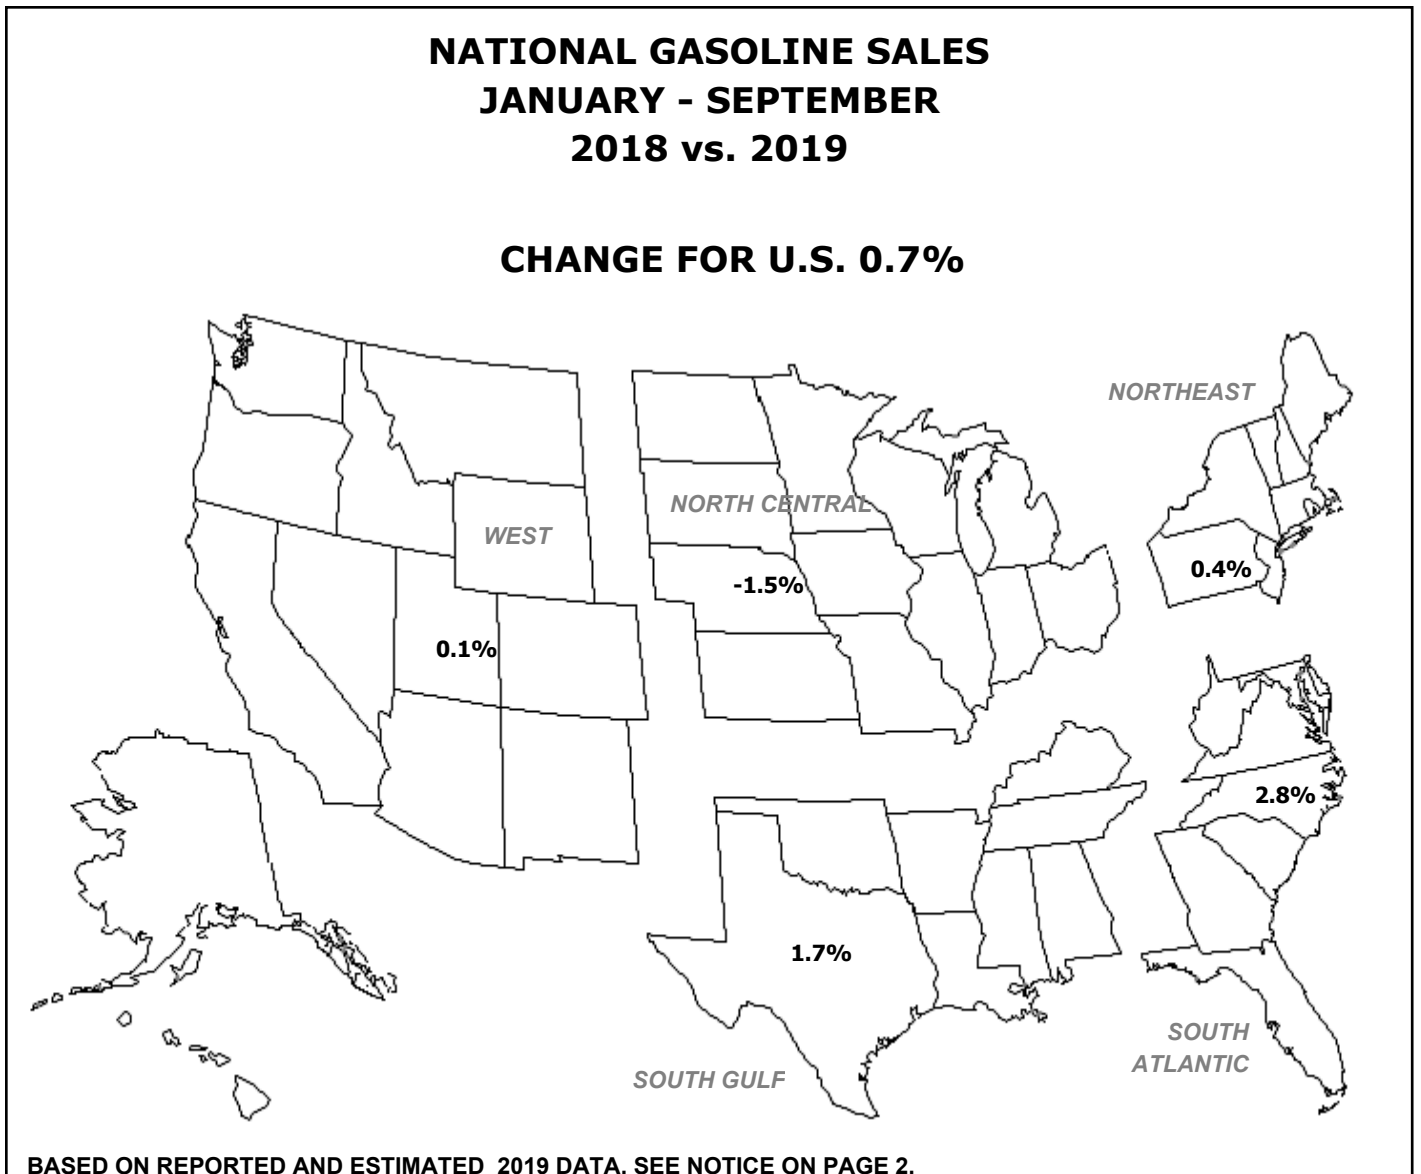 NATIONAL GASOLINE SALES
JANUARY - SEPTEMBER
2018 vs. 2019
CHANGE FOR U.S. 0.7%
NORTHEAST
NORTH CENTRAL
WEST
0.4%
-1.5%
0.1%
2.8%
1.7%
SOUTH
ATLANTIC
SOUTH GULF
BASED ON REPORTED AND ESTIMATED 2019 DATA. SEE NOTICE ON PAGE 2.